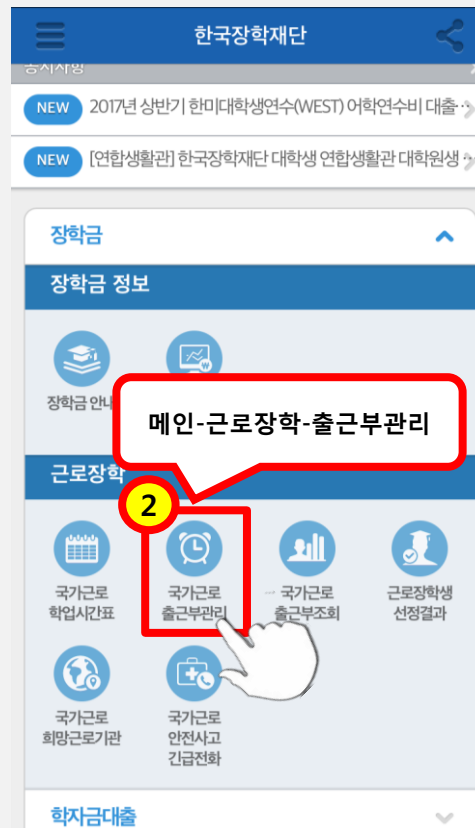 한국장학재단
공지사항
NEW 2017년 상반기 한미대학생연수(WEST) 어학연수비 대출…
NEW [연합생활관] 한국장학재단 대학생 연합생활관 대학원생 …
장학금
장학금 정보
장학금 안내
메인-근로장학-출근부관리
근로장학
2
국가근로
학업시간표
국가근로
출근부관리
국가근로
출근부조회
근로장학생
선정결과
국가근로
희망근로기관
국가근로
안전사고
긴급전화
학자금대출